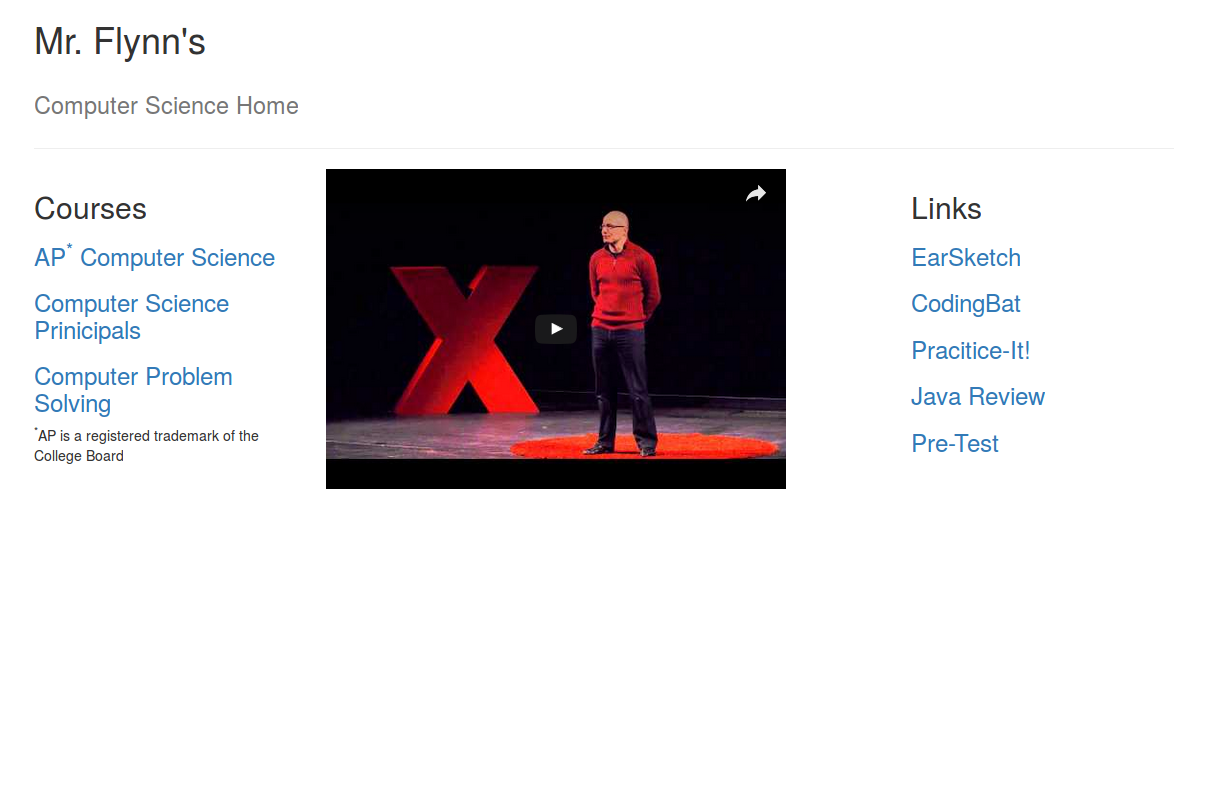 Mr. Flynn's
Computer Science Home
Courses
AP* Computer Science
Computer Science
Prinicipals
Computer Problem
Solving
*AP is a registered trademark of the
College Board
X
Links
EarSketch
CodingBat
Pracitice-It!
Java Review
Pre-Test